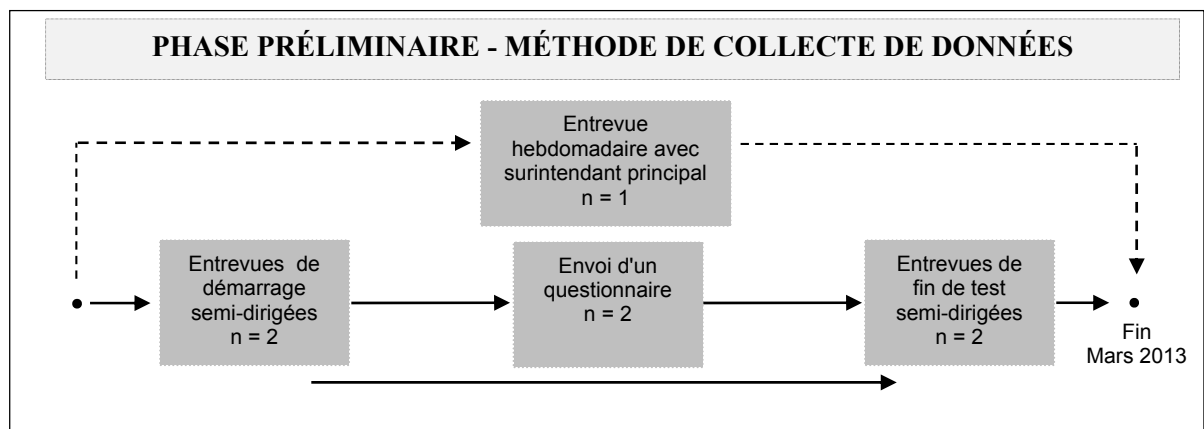 PHASE PRÉLIMINAIRE - MÉTHODE DE COLLECTE DE DONNÉES
Entrevue
hebdomadaire avec
surintendant principal
n = 1
Entrevues de
démarrage
semi-dirigées
n = 2
Envoi d'un
questionnaire
n = 2
Entrevues de
fin de test
semi-dirigées
n = 2
Fin
Mars 2013